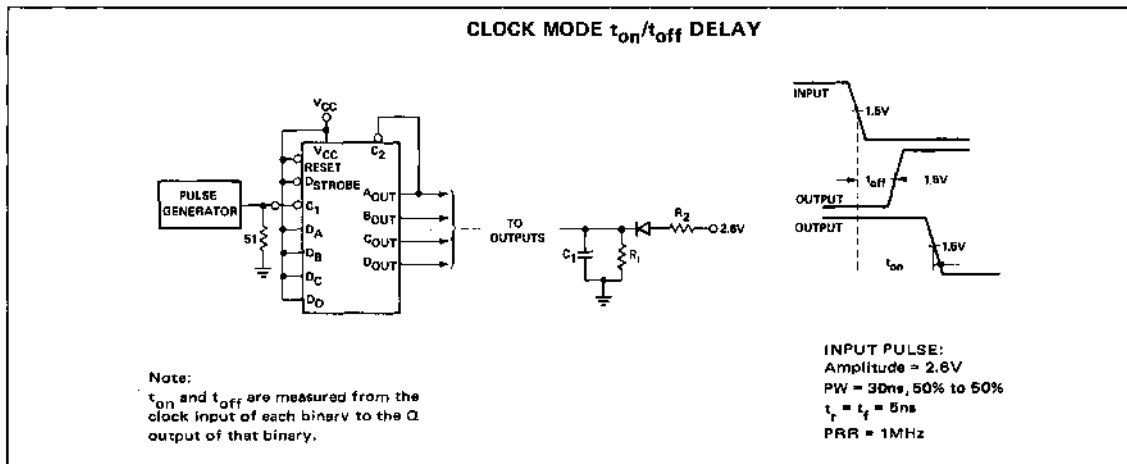 CLOCK MODE ton/toff DELAY
VCC
VCC
C2
RESET
DSTROBE
PULSE
GENERATOR
C1
51
DA
DB
DC
DD
AOUT
BOUT
COUT
DOUT
TO
OUTPUTS
C1
R1
R2
2.6V
INPUT
1.5V
toff
1.5V
OUTPUT
OUTPUT
1.5V
ton
Note:
ton and toff are measured from the
clock input of each binary to the Q
output of that binary.
INPUT PULSE:
Amplitude = 2.6V
PW = 30ns, 50% to 50%
tr = tf = 5ns
PRR = 1MHz